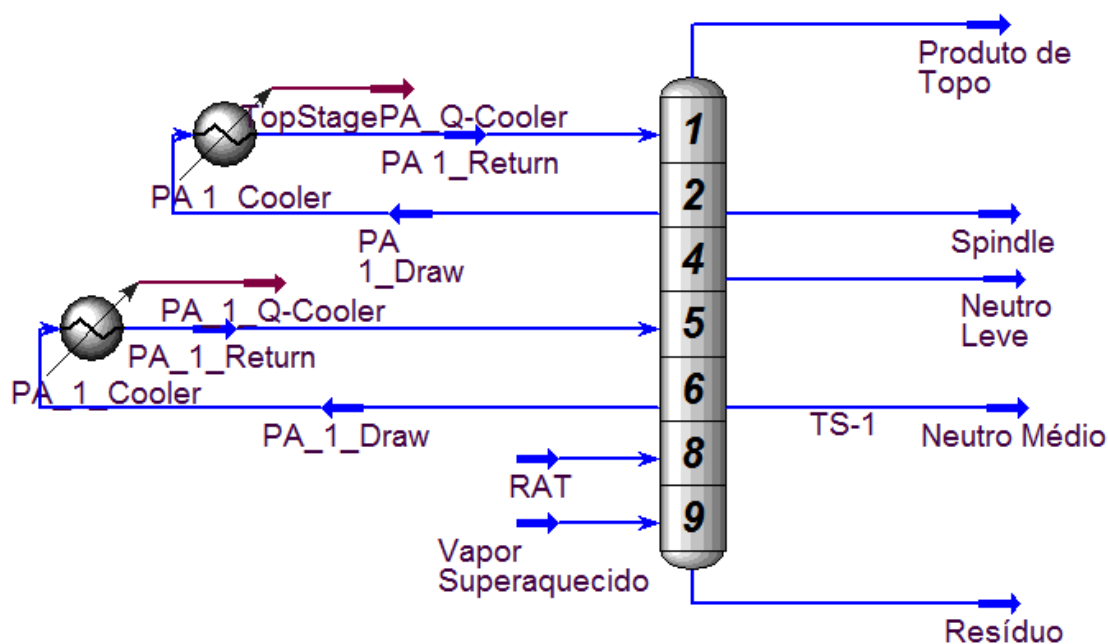 Produto de
Topo
TopStagePA_Q-Cooler
1
PA 1_Return
PA 1_Cooler
2
PA
1_Draw
Spindle
4
PA_1_Q-Cooler
Neutro
Leve
5
PA_1_Return
PA_1_Cooler
6
PA_1_Draw
TS-1
Neutro Médio
8
RAT
9
Vapor
Superaquecido
Resíduo